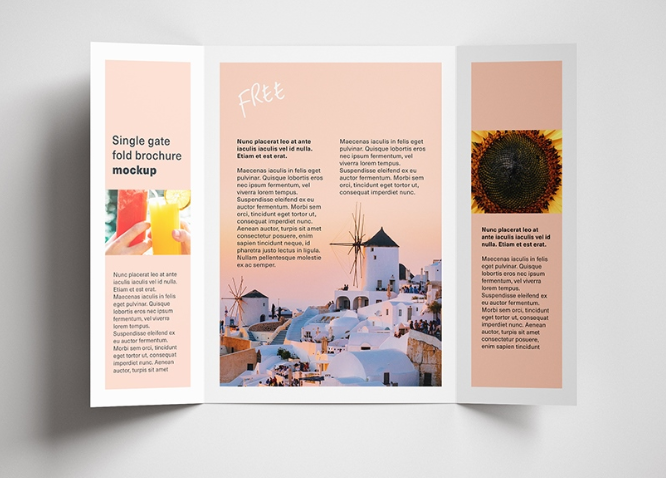 Single gate
fold brochure
mockup
Nunc placerat leo at ante
iaculis iaculis vel id nulla.
Etiam et est erat.
Maecenas iaculis in felis
eget pulvinar. Quisque
lobortis eros nec ipsum
fermentum, vel viverra
lorem tempus.
Suspendisse eleifend ex
eu auctor fermentum.
Morbi sem orci, tincidunt
eget tortor ut, consequat
imperdiet nunc. Aenean
auctor, turpis sit amet
FREE
Nunc placerat leo at ante
iaculis iaculis vel id nulla.
Etiam et est erat.
Maecenas iaculis in felis
eget pulvinar. Quisque lobortis eros
nec ipsum fermentum, vel
viverra lorem tempus.
Suspendisse eleifend ex eu
auctor fermentum. Morbi sem
orci, tincidunt eget tortor ut,
consequat imperdiet nunc.
Aenean auctor, turpis sit amet
consectetur posuere, enim
sapien tincidunt neque, id
pharetra justo lectus in ligula.
Nullam pellentesque molestie
ex ac semper.
Maecenas iaculis in felis eget
pulvinar. Quisque lobortis eros
nec ipsum fermentum, vel
viverra lorem tempus.
Suspendisse eleifend ex eu
auctor fermentum. Morbi sem
orci, tincidunt eget tortor ut,
consequat imperdiet nunc.
Nunc placerat leo at
ante iaculis iaculis vel id
nulla. Etiam et est erat.
Maecenas iaculis in felis
eget pulvinar. Quisque
lobortis eros nec ipsum
fermentum, vel viverra
lorem tempus.
Suspendisse eleifend ex
eu auctor fermentum.
Morbi sem orci, tincidunt
eget tortor ut, consequat
imperdiet nunc. Aenean
auctor, turpis sit amet
consectetur posuere,
enim sapien tincidunt